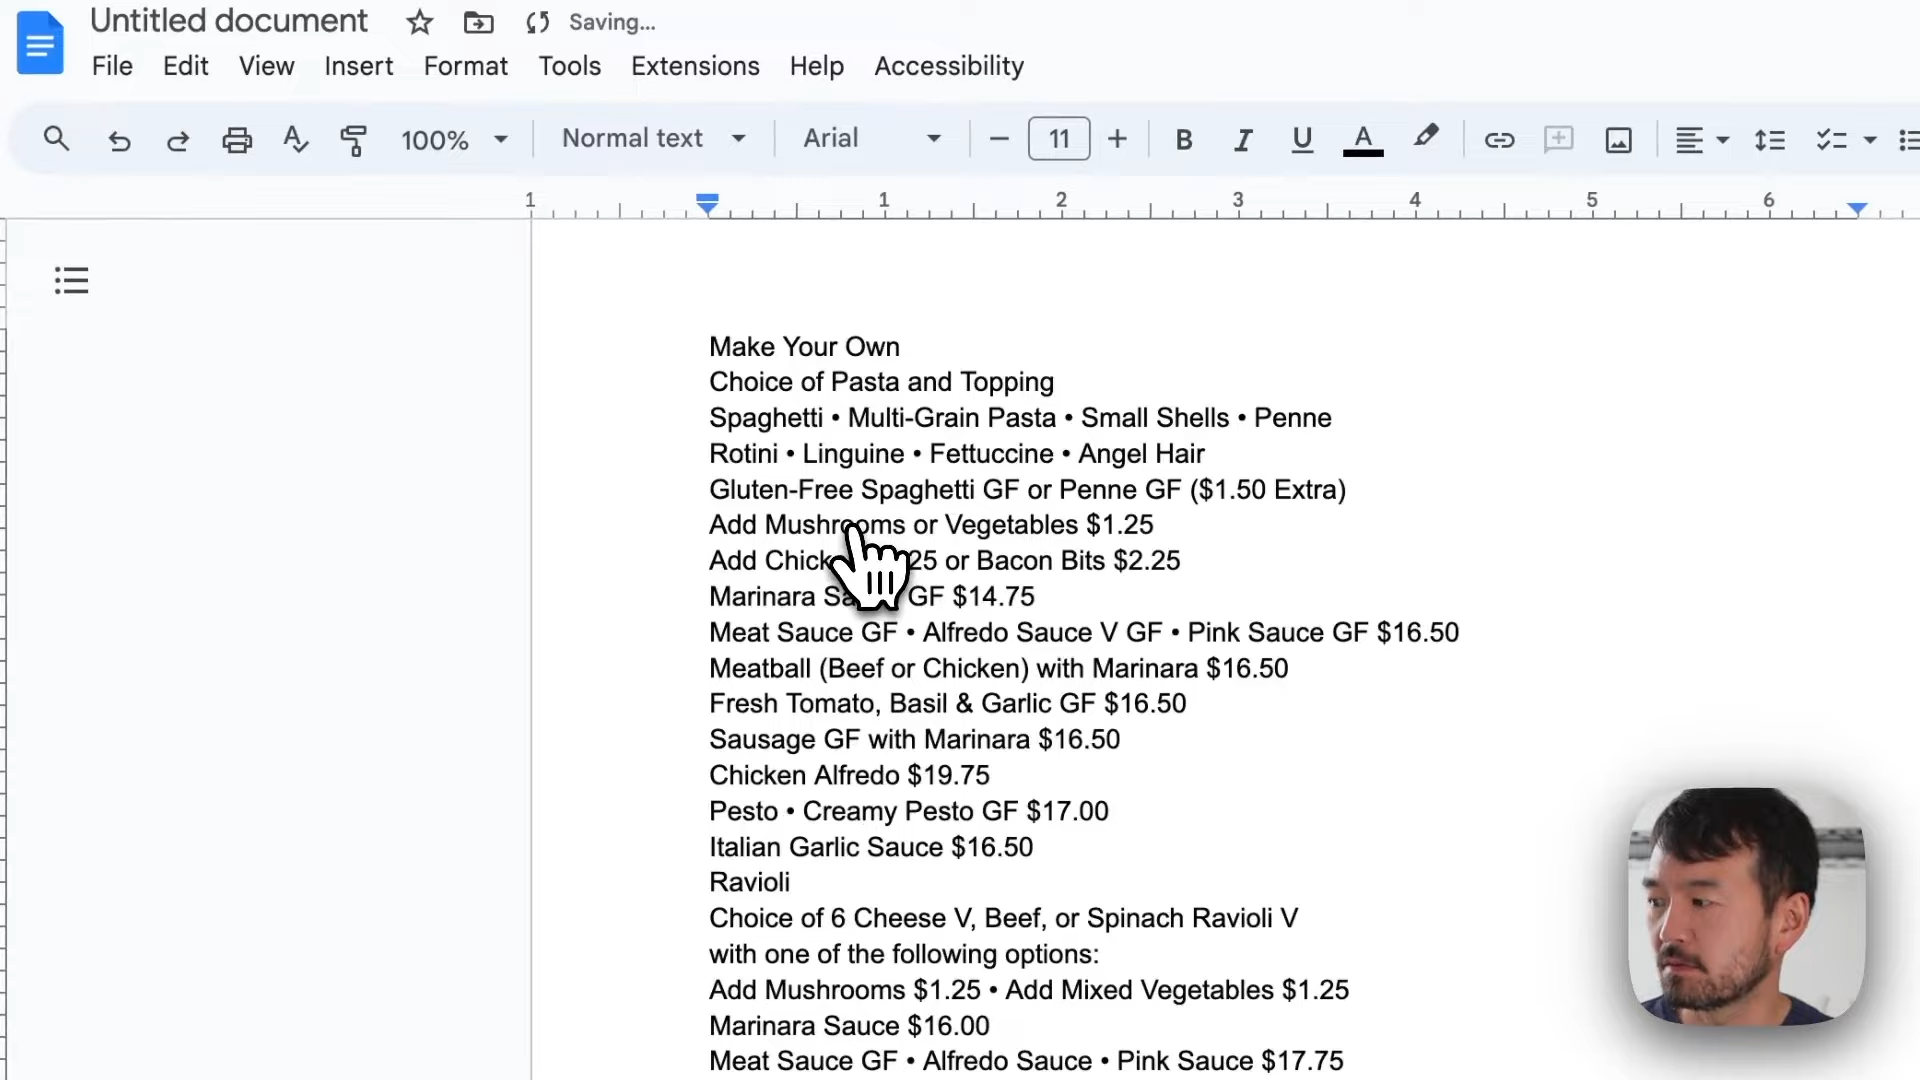 Untitled document Saving...
File Edit View Insert Format Tools Extensions Help Accessibility
100% Normal text Arial 11 B I U A
1 1 2 3 4 5 6
Make Your Own
Choice of Pasta and Topping
Spaghetti • Multi-Grain Pasta • Small Shells • Penne
Rotini • Linguine • Fettuccine • Angel Hair
Gluten-Free Spaghetti GF or Penne GF ($1.50 Extra)
Add Mushrooms or Vegetables $1.25
Add 25 or Bacon Bits $2.25
Marinara GF $14.75
Meat Sauce GF • Alfredo Sauce V GF • Pink Sauce GF $16.50
Meatball (Beef or Chicken) with Marinara $16.50
Fresh Tomato, Basil & Garlic GF $16.50
Sausage GF with Marinara $16.50
Chicken Alfredo $19.75
Pesto • Creamy Pesto GF $17.00
Italian Garlic Sauce $16.50
Ravioli
Choice of 6 Cheese V, Beef, or Spinach Ravioli V
with one of the following options:
Add Mushrooms $1.25 • Add Mixed Vegetables $1.25
Marinara Sauce $16.00
Meat Sauce GF • Alfredo Sauce • Pink Sauce $17.75